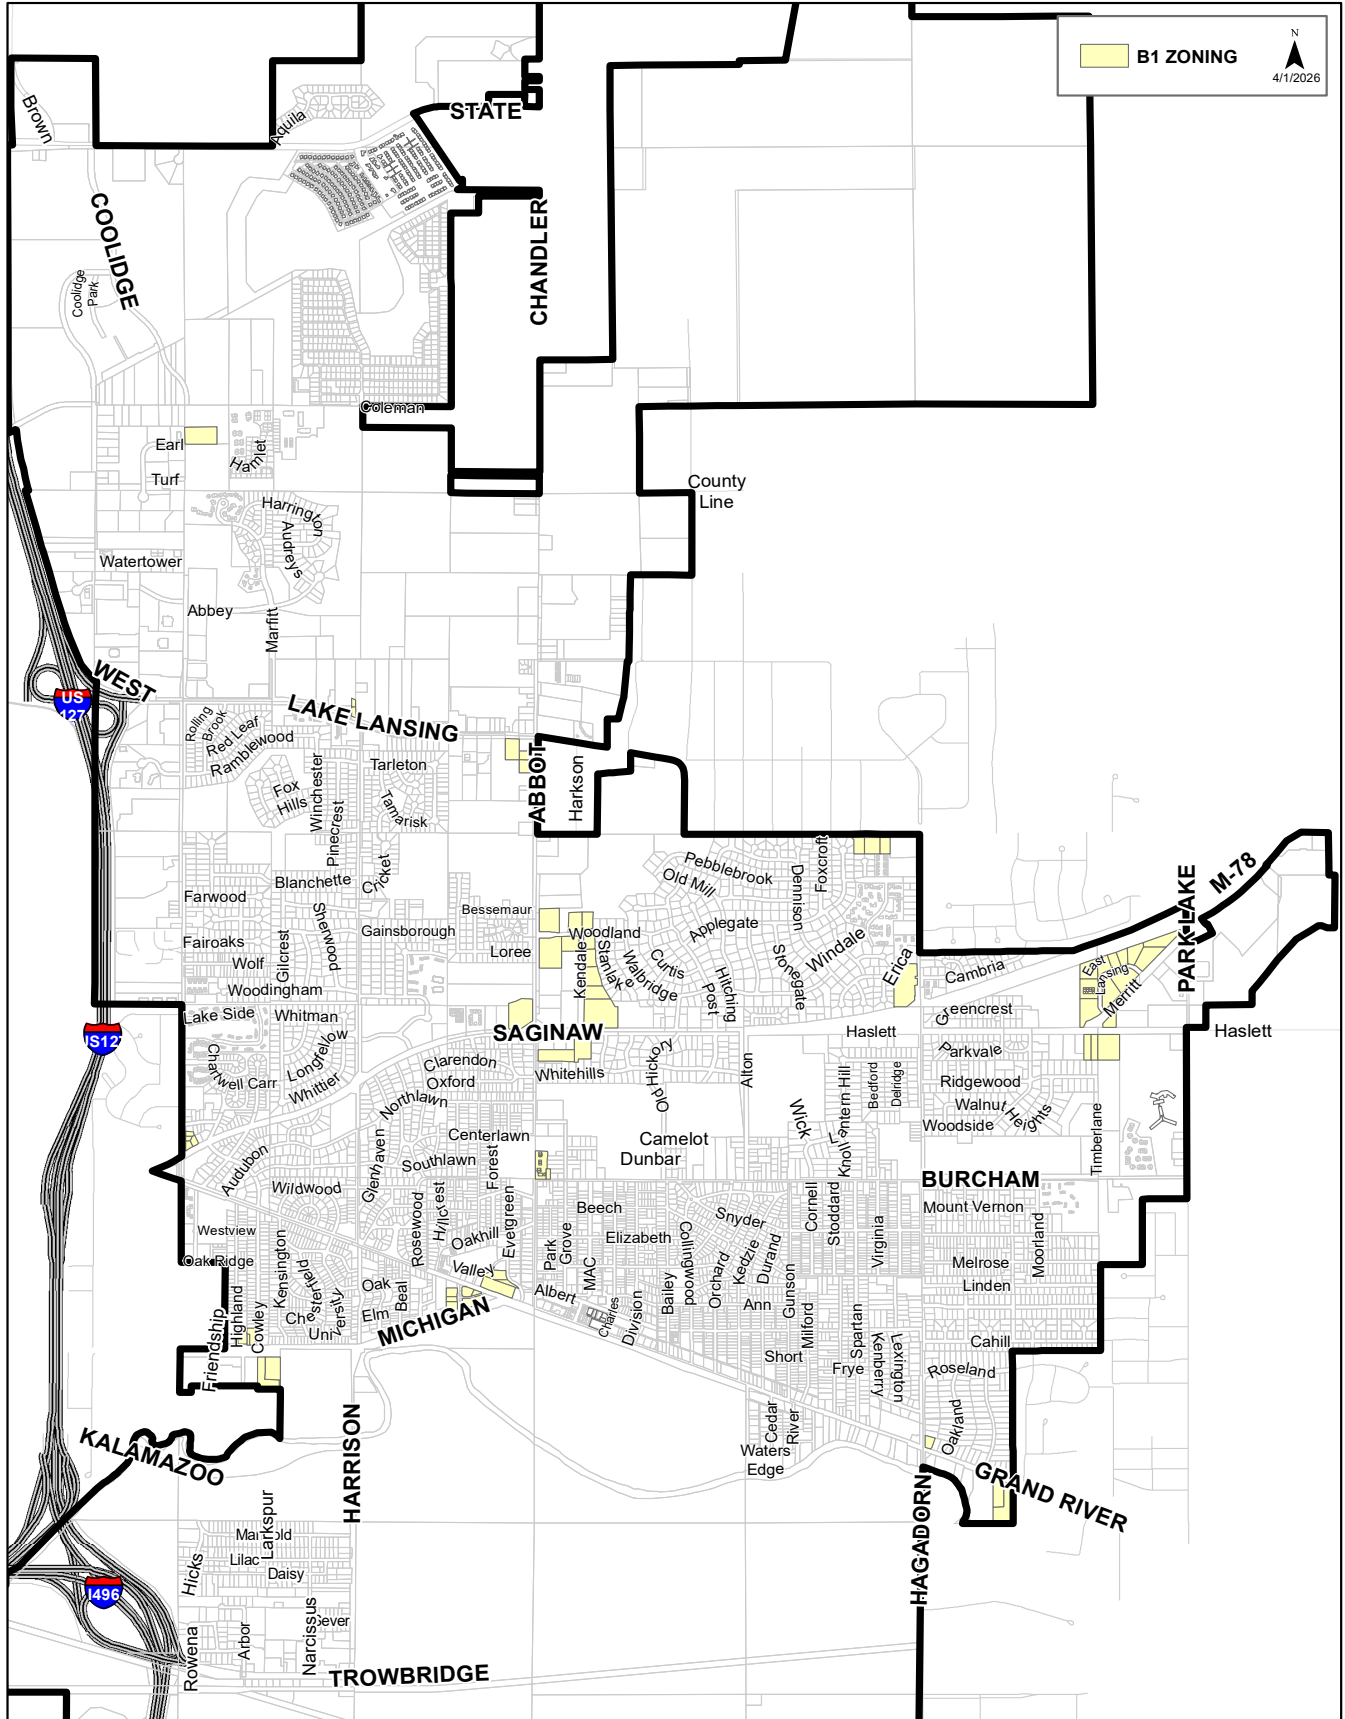 B1 ZONING
N
4/1/2026
Brown
Aquila
STATE
COOLIDGE
CHANDLER
Coolidge
Park
Coleman
Earl
Hamlet
Turf
County
Line
Harrington
Audreys
Watertower
Abbey
Marfitt
WEST
US
127
LAKE LANSING
Rolling
Brook
Red Leaf
Ramblewood
ABBOT
Tarleton
Harkson
Fox
Hills
Winchester
Tamarisk
Pinecrest
Pebblebrook
Foxcroft
Old Mill
Dennison
M-78
PARK LAKE
Blanchette
Cricket
Farwood
Bessemaur
Sherwood
Applegate
Gainsborough
Woodland
Fairoaks
Gilcrest
Loree
Kendale
Stanlake
Walbridge
Curtis
Windale
Stonegate
Wolf
Erica
Cambria
East
Lansing
Hitching
Post
Woodingham
Merritt
Greencrest
Lake Side
Whitman
SAGINAW
Haslett
Haslett
US127
Longfellow
Clarendon
Old Hickory
Parkvale
Chartwell Carr
Whittier
Oxford
Whitehills
Alton
Lantern Hill
Bedford
Delridge
Ridgewood
Northlawn
Wick
Walnut
Heights
Woodside
Timberlane
Centerlawn
Camelot
Knoll
Glenhaven
Southlawn
Forest
Dunbar
Audubon
BURCHAM
Wildwood
Rosewood
Hillcrest
Evergreen
Beech
Snyder
Cornell
Stoddard
Mount Vernon
Westview
Oakhill
Park
Grove
Elizabeth
Collingwood
Kedzie
Durand
Virginia
Moorland
Oak Ridge
Kensington
Chesterfield
Valley
MAC
Orchard
Melrose
Oak
Beal
Albert
Bailey
Gunson
Linden
Highland
Cowley
University
Elm
MICHIGAN
Charles
Division
Ann
Milford
Spartan
Kenberry
Lexington
Cahill
Friendship
Short
Frye
Roseland
KALAMAZOO
HARRISON
Cedar
River
Oakland
Waters
Edge
GRAND RIVER
HAGADORN
Larkspur
Hicks
Lilac
Daisy
I496
Narcissus
Arbor
Rowena
TROWBRIDGE